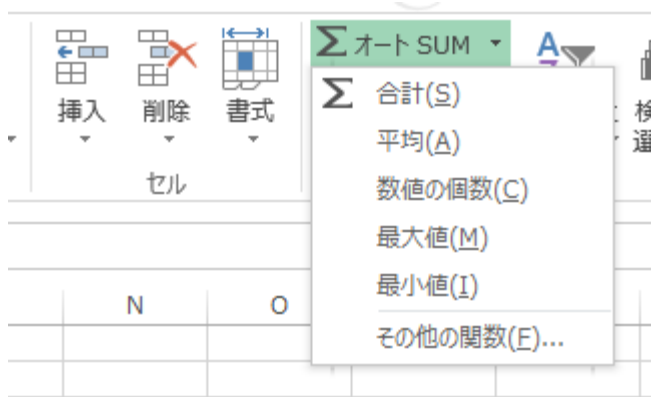 Σ オート SUM
挿入 削除 書式
セル
Σ 合計(S)
平均(A)
数値の個数(C)
最大値(M)
最小値(I)
その他の関数(F)...
検
N O